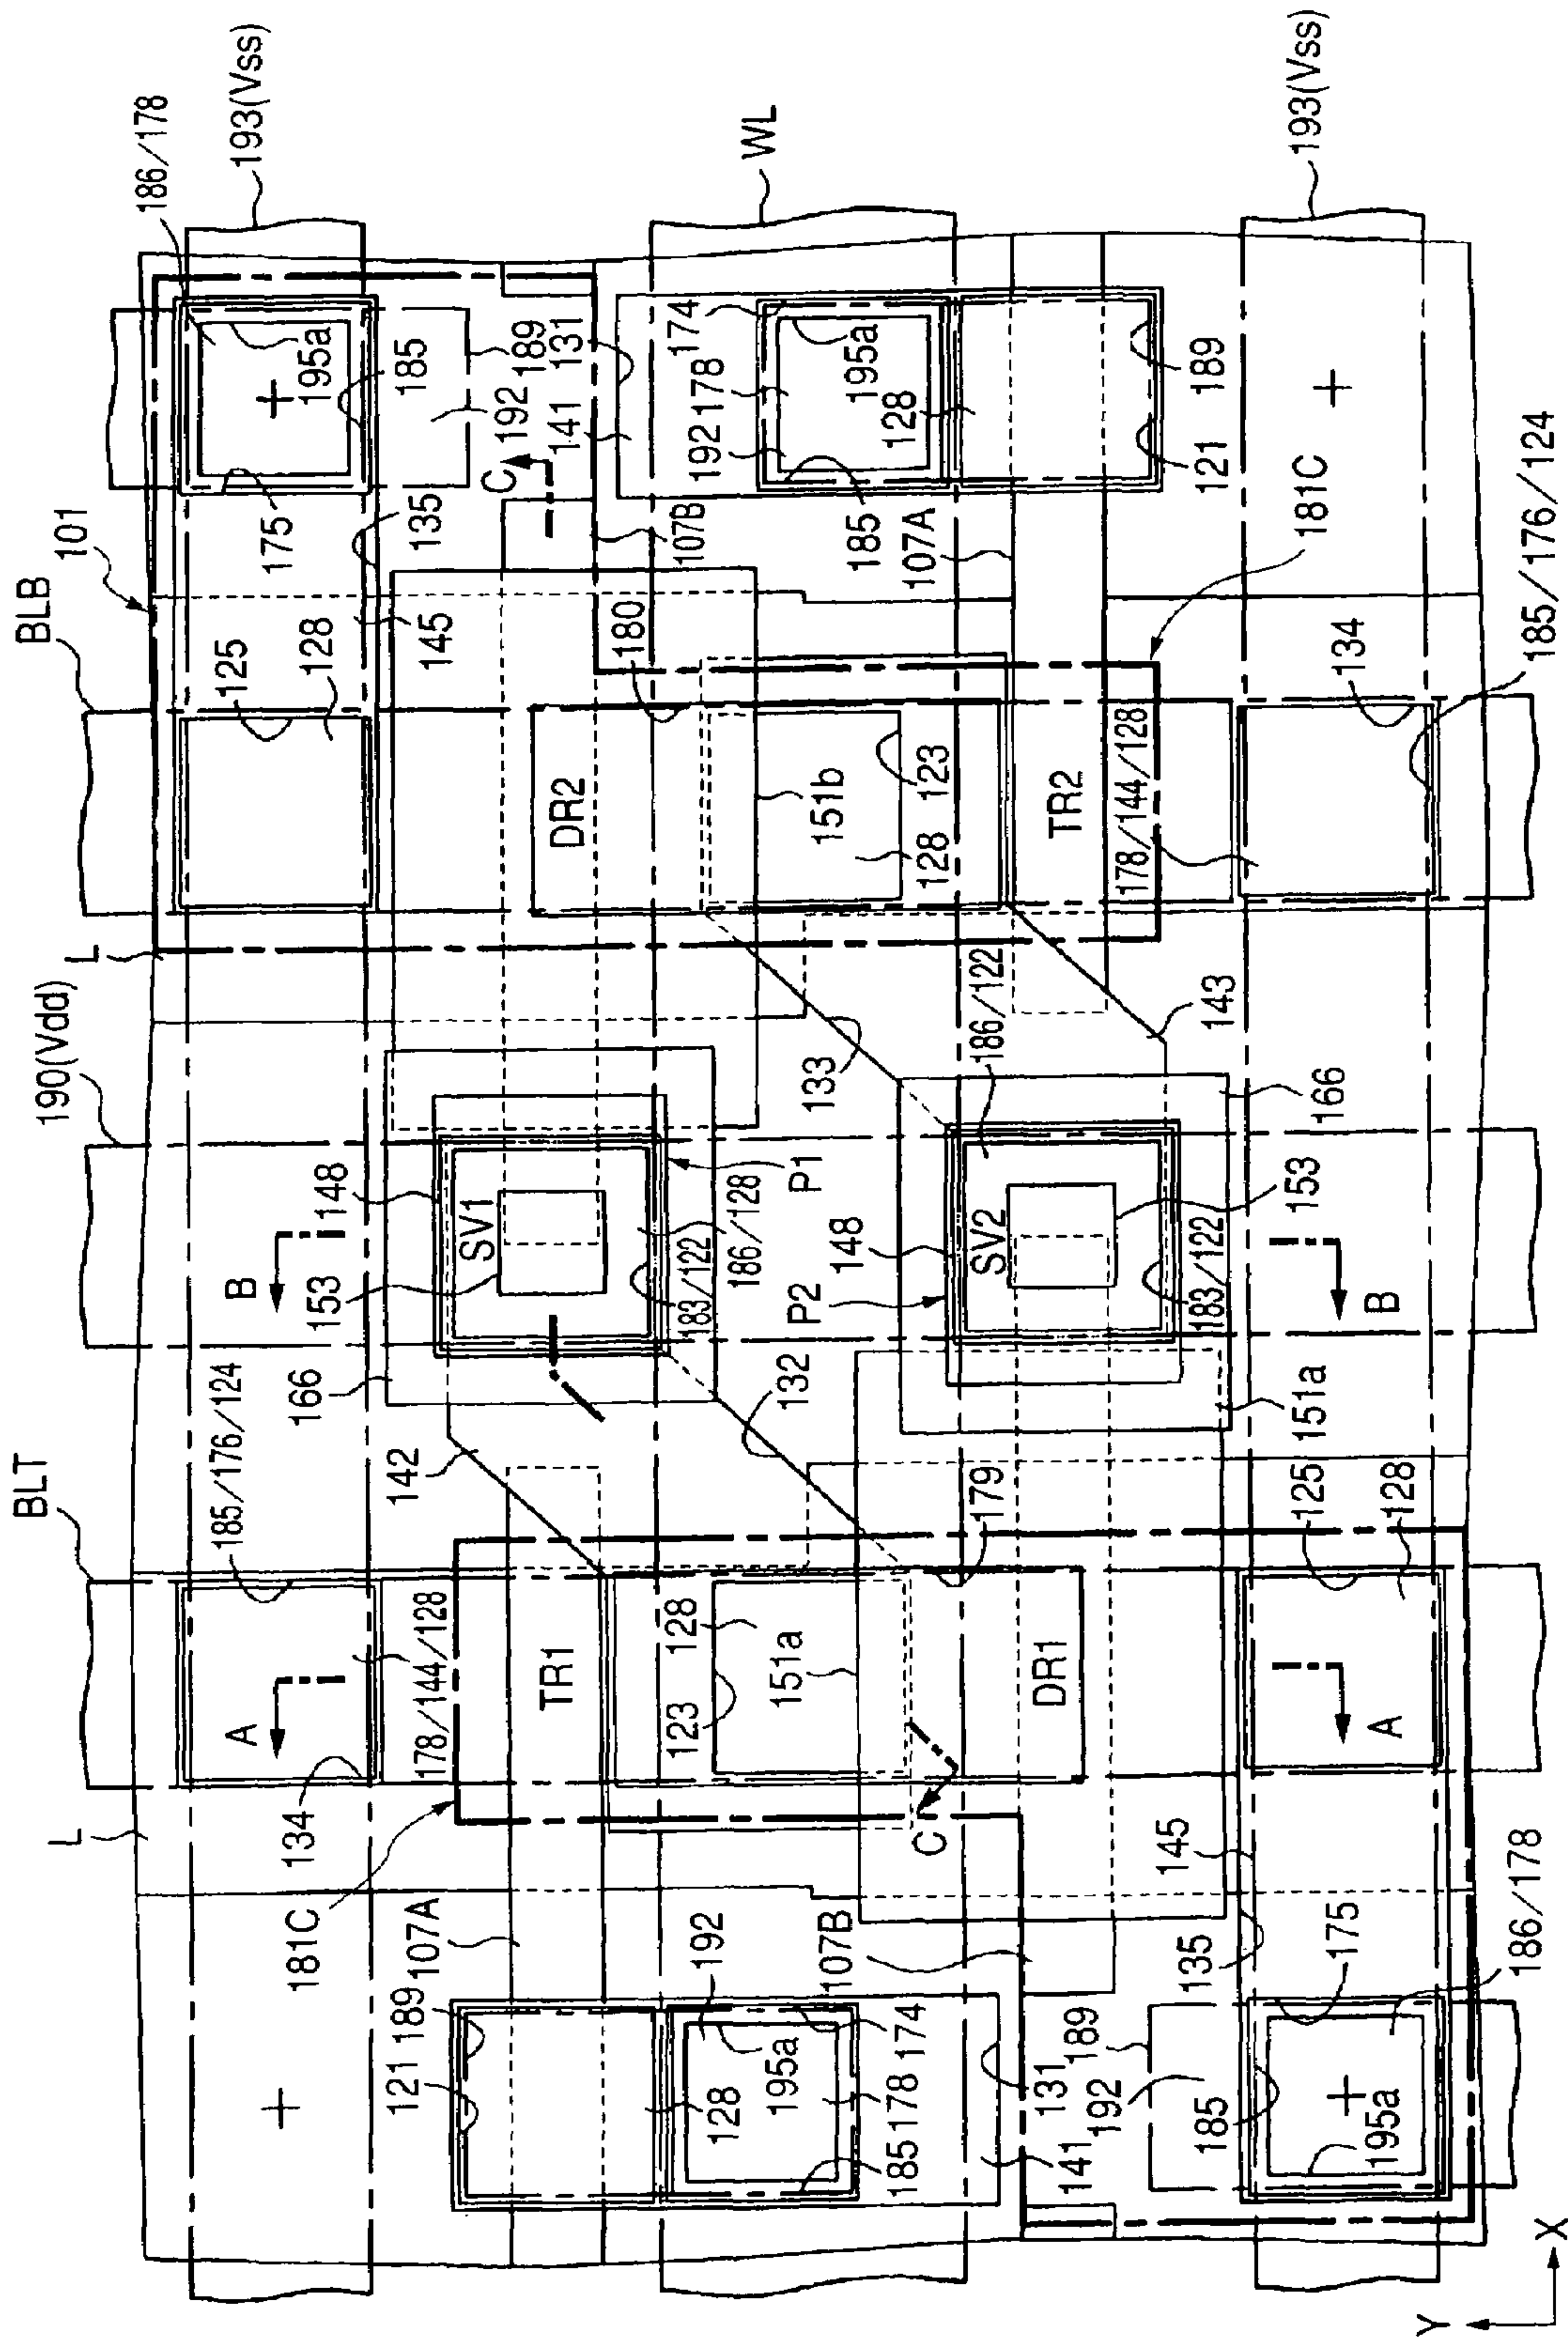 BLT
190(Vdd)
BLB
L
L
101
186/178
193(Vss)
185/176/124
125
128
175
195a
185
134
A
178/144/128
B
148
145
135
189
192
181C
166
153
SV1
P1
C
131
141
107A
142
183/122
186/128
107B
TR1
132
DR2
180
189
121
192
123
128
151a
133
151b
123
128
192
178
174
195a
128
185
WL
128
195a
178
174
185
179
P2
148
SV2
186/122
107A
107B
C
DR1
153
183/122
143
TR2
178/144/128
189
121
181C
131
141
189
192
145
135
151a
166
185
175
195a
186/178
A
125
128
B
134
185/176/124
193(Vss)
Y
X